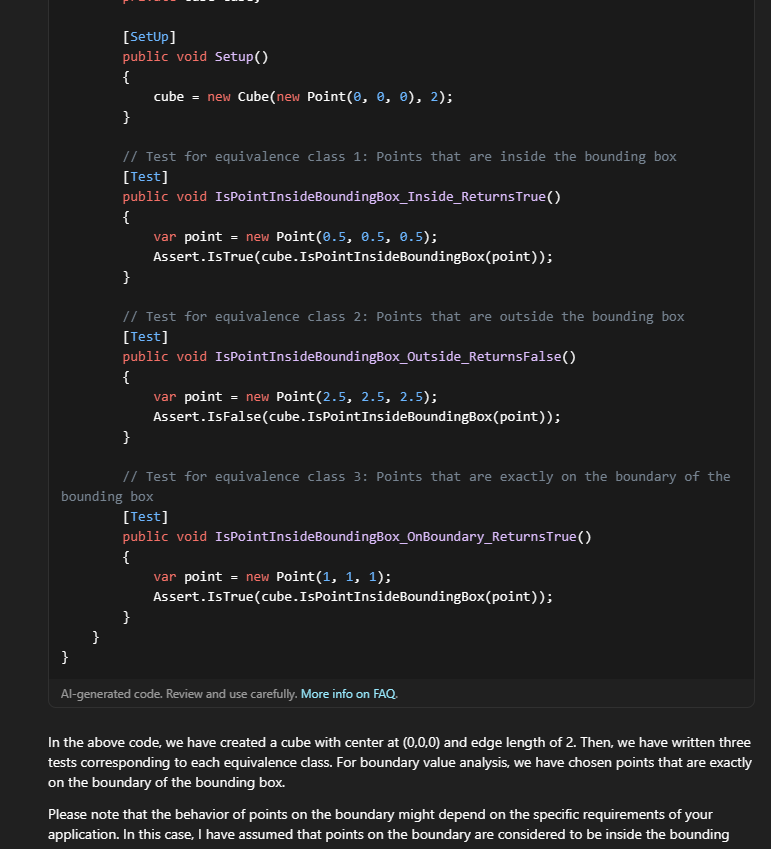 [SetUp]
public void Setup()
{
cube = new Cube(new Point(0, 0, 0), 2);
}
// Test for equivalence class 1: Points that are inside the bounding box
[Test]
public void IsPointInsideBoundingBox_Inside_ReturnsTrue()
{
var point = new Point(0.5, 0.5, 0.5);
Assert.IsTrue(cube.IsPointInsideBoundingBox(point));
}
// Test for equivalence class 2: Points that are outside the bounding box
[Test]
public void IsPointInsideBoundingBox_Outside_ReturnsFalse()
{
var point = new Point(2.5, 2.5, 2.5);
Assert.IsFalse(cube.IsPointInsideBoundingBox(point));
}
// Test for equivalence class 3: Points that are exactly on the boundary of the
bounding box
[Test]
public void IsPointInsideBoundingBox_OnBoundary_ReturnsTrue()
{
var point = new Point(1, 1, 1);
Assert.IsTrue(cube.IsPointInsideBoundingBox(point));
}
}
}
AI-generated code. Review and use carefully. More info on FAQ.
In the above code, we have created a cube with center at (0,0,0) and edge length of 2. Then, we have written three
tests corresponding to each equivalence class. For boundary value analysis, we have chosen points that are exactly
on the boundary of the bounding box.
Please note that the behavior of points on the boundary might depend on the specific requirements of your
application. In this case, I have assumed that points on the boundary are considered to be inside the bounding